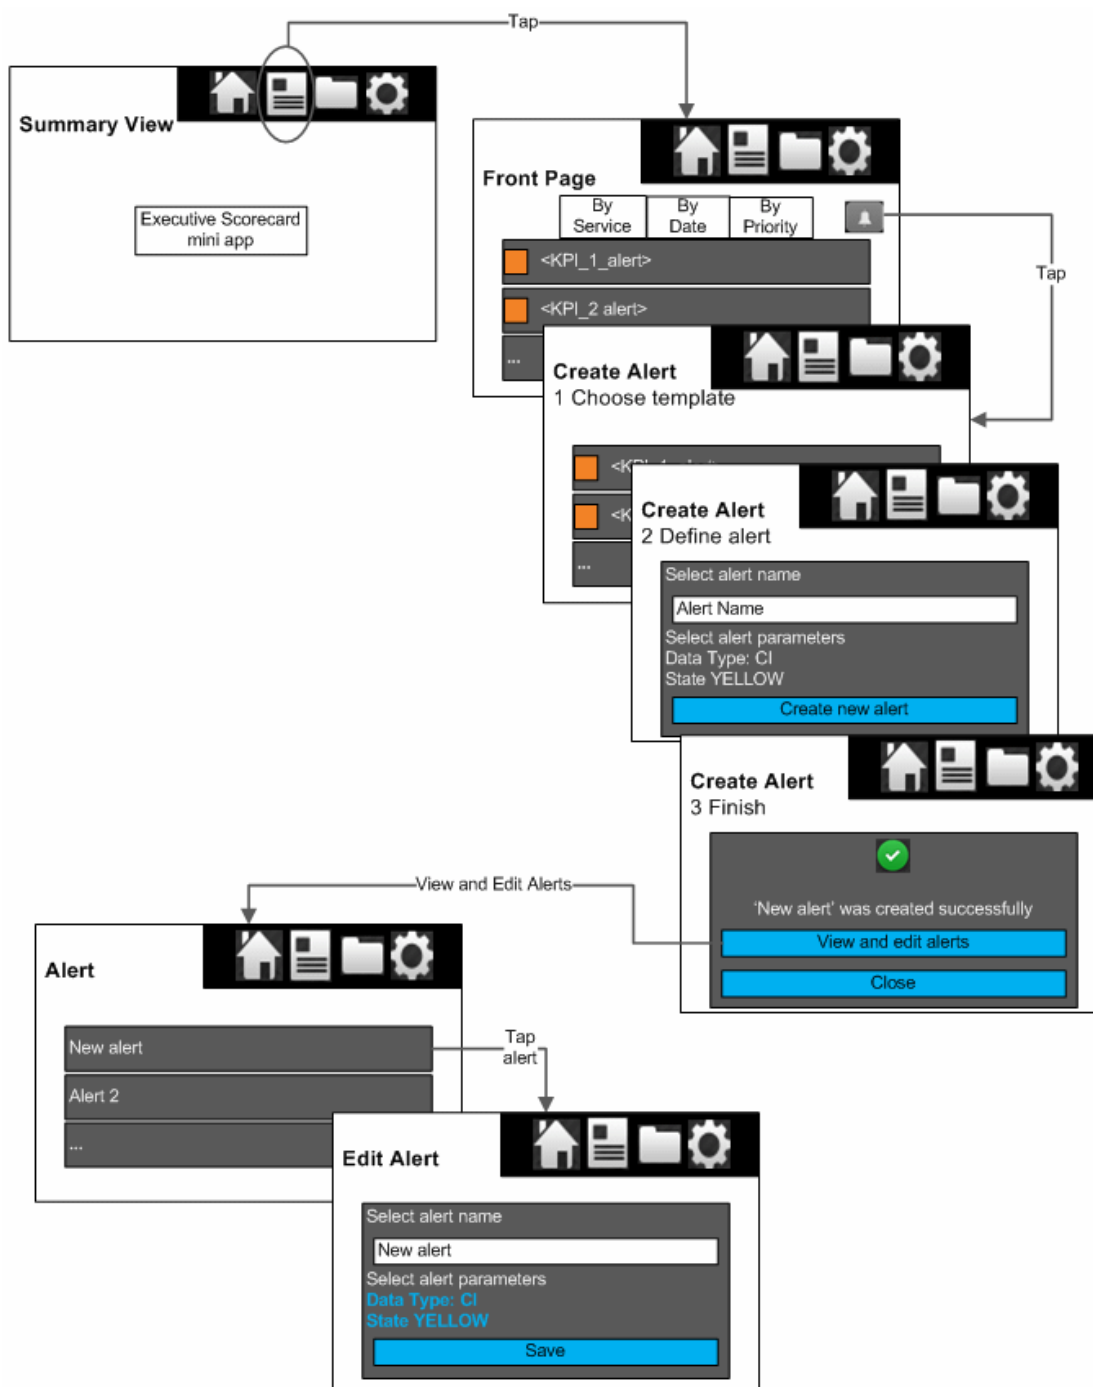 Tap
Summary View
Executive Scorecard
mini app
Front Page
By
Service
By
Date
By
Priority
<KPI_1_alert>
<KPI_2 alert>
...
Tap
Create Alert
1 Choose template
<K
...
Create Alert
2 Define alert
Select alert name
Alert Name
Select alert parameters
Data Type: CI
State YELLOW
Create new alert
Create Alert
3 Finish
‘New alert’ was created successfully
View and edit alerts
Close
View and Edit Alerts
Alert
New alert
Alert 2
...
Tap
alert
Edit Alert
Select alert name
New alert
Select alert parameters
Data Type: CI
State YELLOW
Save